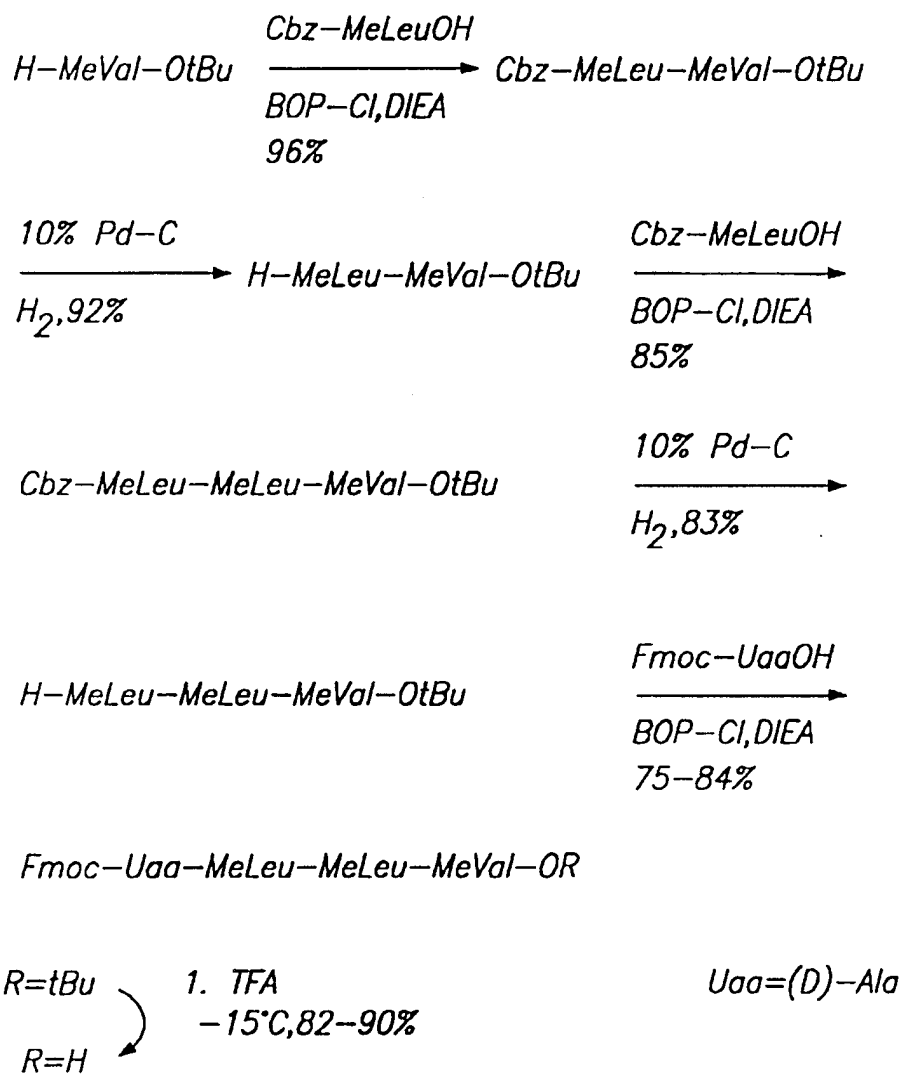 Cbz-MeLeuOH
H-MeVal-OtBu
BOP-Cl,DIEA
96%
Cbz-MeLeu-MeVal-OtBu
10% Pd-C
H2,92%
H-MeLeu-MeVal-OtBu
Cbz-MeLeuOH
BOP-Cl,DIEA
85%
Cbz-MeLeu-MeLeu-MeVal-OtBu
10% Pd-C
H2,83%
H-MeLeu-MeLeu-MeVal-OtBu
Fmoc-UaaOH
BOP-Cl,DIEA
75-84%
Fmoc-Uaa-MeLeu-MeLeu-MeVal-OR
R=tBu
1. TFA
-15°C,82-90%
R=H
Uaa=(D)-Ala